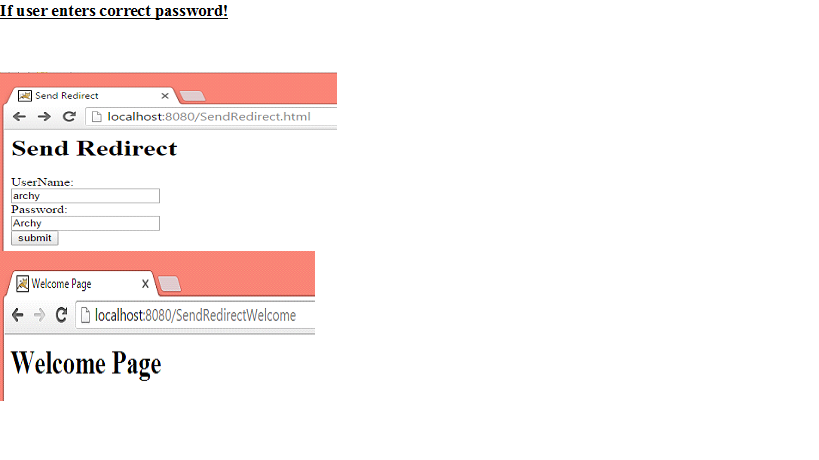 If user enters correct password!
Send Redirect
localhost:8080/SendRedirect.html
Send Redirect
UserName:
archy
Password:
Archy
submit
Welcome Page
localhost:8080/SendRedirectWelcome
Welcome Page